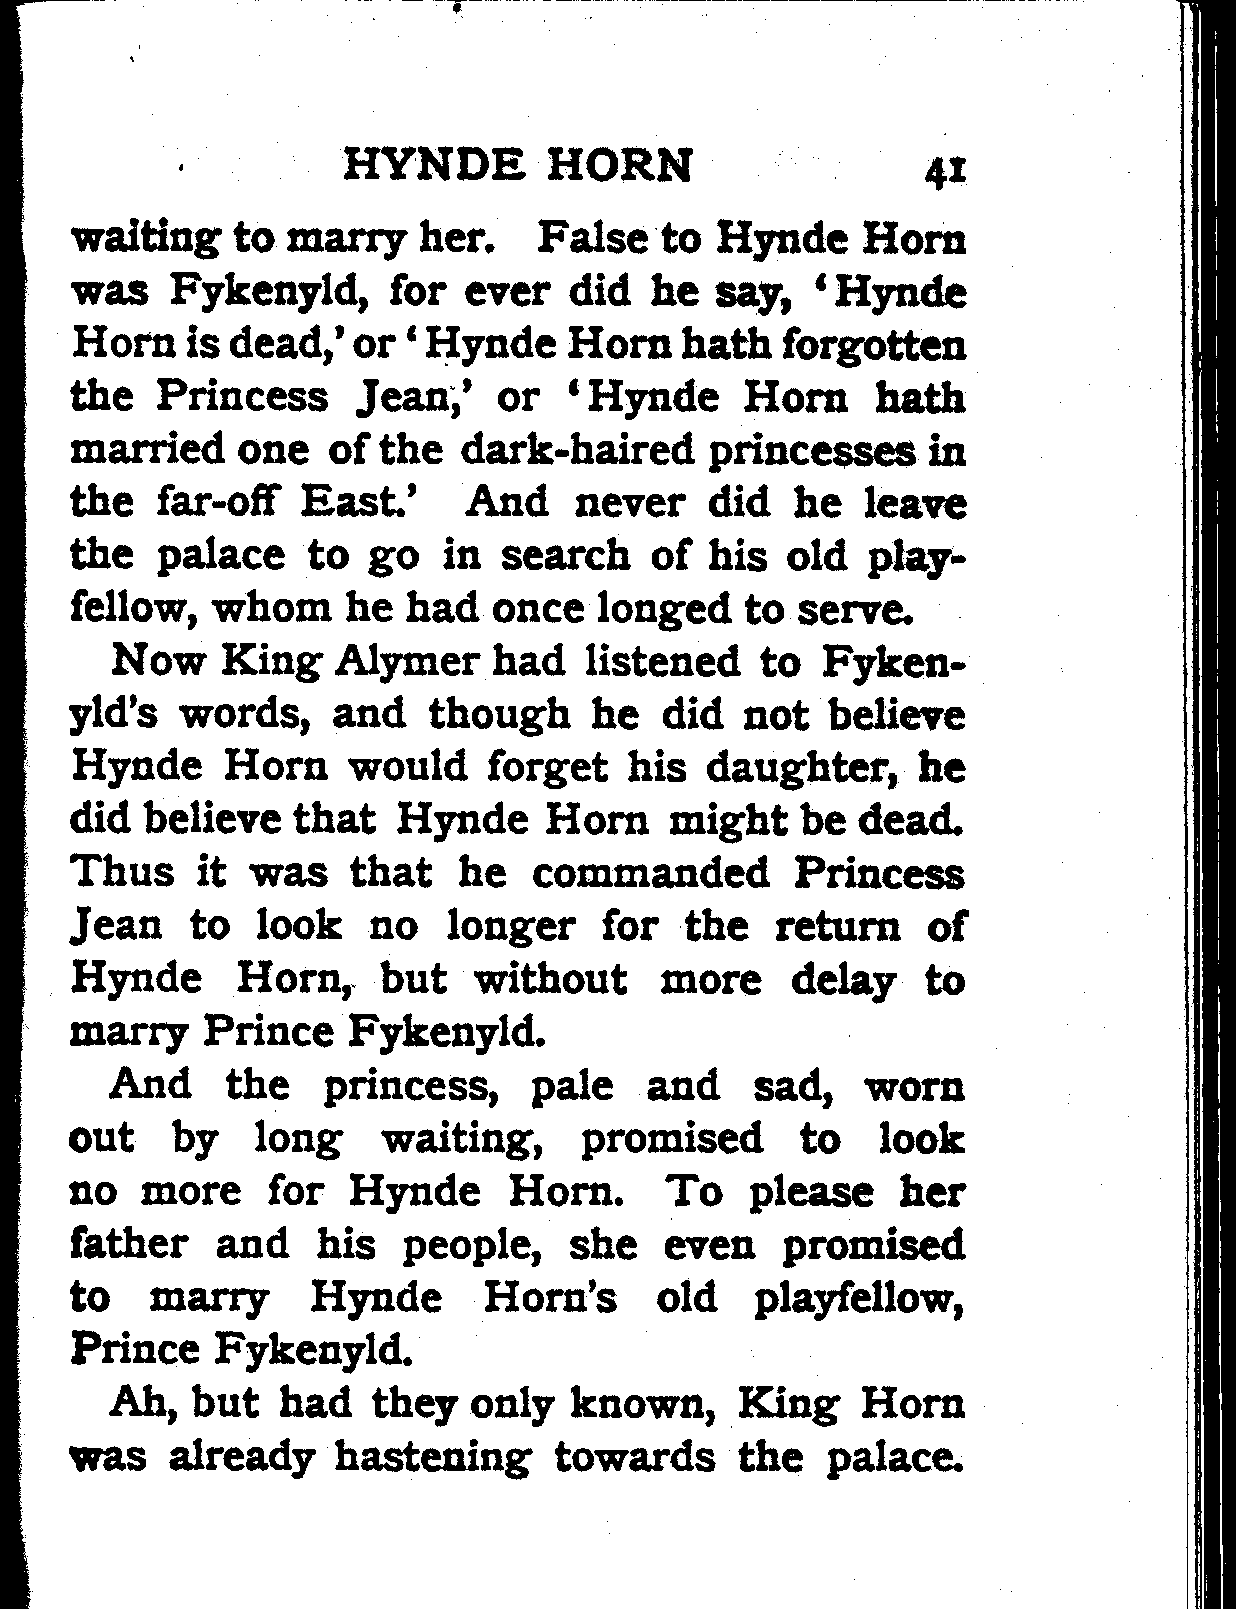 HYNDE HORN 41
waiting to marry her. False to Hynde Horn
was Fykenyld, for ever did he say, ‘Hynde
Horn is dead,’ or ‘Hynde Horn hath forgotten
the Princess Jean,’ or ‘Hynde Horn hath
married one of the dark-haired princesses in
the far-off East.’ And never did he leave
the palace to go in search of his old play-
fellow, whom he had once longed to serve.
Now King Alymer had listened to Fyken-
yld's words, and though he did not believe
Hynde Horn would forget his daughter, he
did believe that Hynde Horn might be dead.
Thus it was that he commanded Princess
Jean to look no longer for the return of
Hynde Horn, but without more delay to
marry Prince Fykenyld.
And the princess, pale and sad, worn
out by long waiting, promised to look
no more for Hynde Horn. To please her
father and his people, she even promised
to marry Hynde Horn's old playfellow,
Prince Fykenyld.
Ah, but had they only known, King Horn
was already hastening towards the palace.